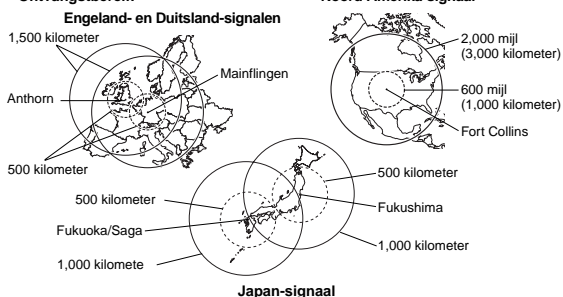 Engeland- en Duitsland-signalen
1,500 kilometer
Mainflingen
Anthorn
500 kilometer
2,000 mijl
(3,000 kilometer)
600 mijl
(1,000 kilometer)
Fort Collins
500 kilometer
500 kilometer
Fukushima
Fukuoka/Saga
1,000 kilometer
1,000 kilomete
Japan-signaal